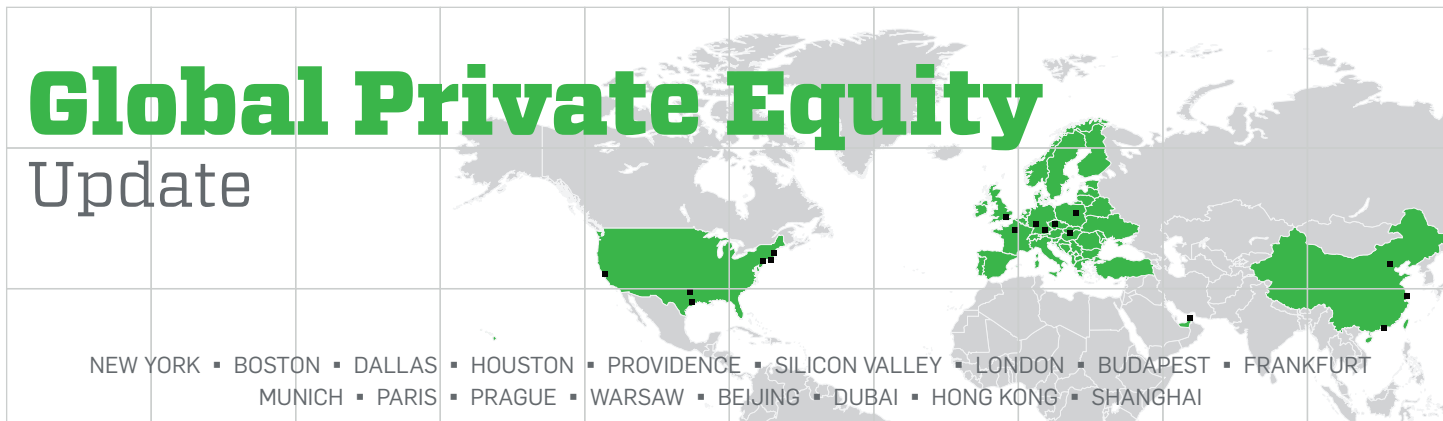 Global Private Equity
Update
NEW YORK ▪ BOSTON ▪ DALLAS ▪ HOUSTON ▪ PROVIDENCE ▪ SILICON VALLEY ▪ LONDON ▪ BUDAPEST ▪ FRANKFURT
MUNICH ▪ PARIS ▪ PRAGUE ▪ WARSAW ▪ BEIJING ▪ DUBAI ▪ HONG KONG ▪ SHANGHAI